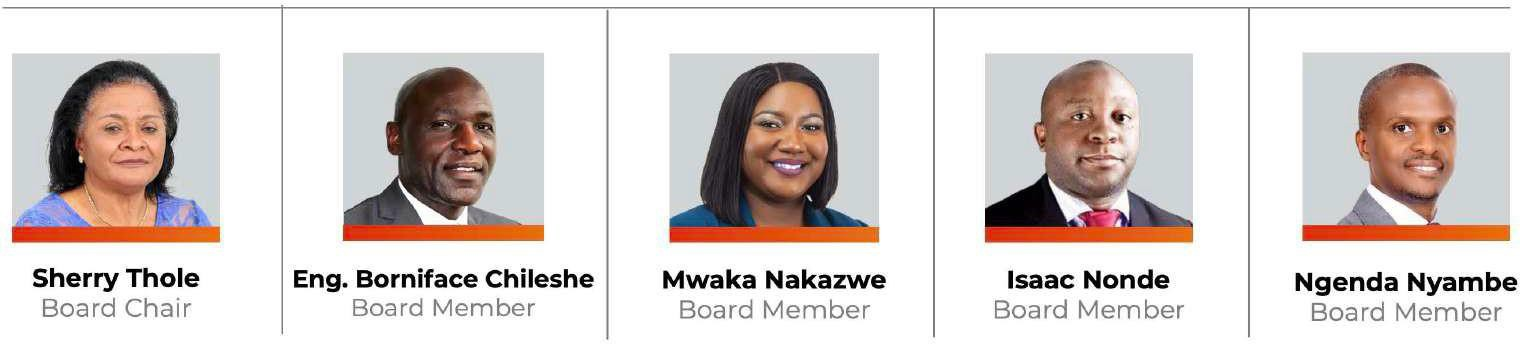 Sherry Thole
Board Chair
Eng. Borniface Chileshe
Board Member
Mwaka Nakazwe
Board Member
Isaac Nonde
Board Member
Ngenda Nyambe
Board Member